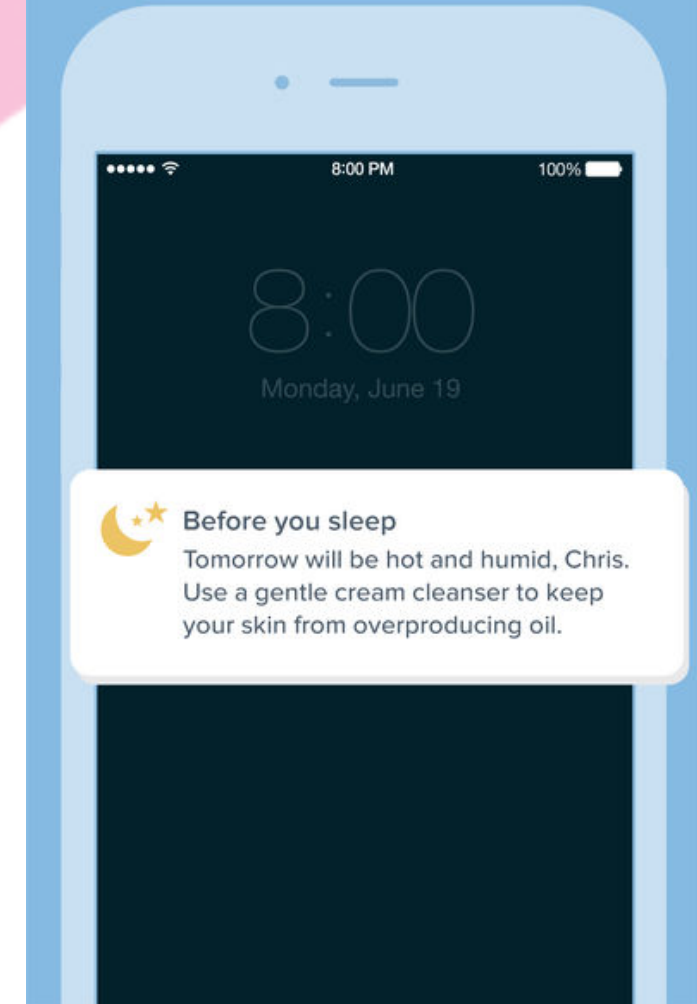 8:00 PM 100%
8:00
Monday, June 19
Before you sleep
Tomorrow will be hot and humid, Chris.
Use a gentle cream cleanser to keep
your skin from overproducing oil.